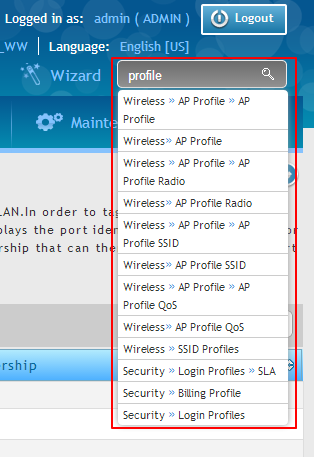 Logged in as: admin ( ADMIN ) Logout
_WW Language: English [US]
Wizard profile
Wireless» AP Profile » AP
Profile
Mainte
Wireless» AP Profile
Wireless» AP Profile » AP
Profile Radio
Wireless» AP Profile Radio
LAN.In order to tag
Wireless» AP Profile » AP
plays the port iden
Profile SSID
ership that can the
Wireless» AP Profile SSID
Wireless» AP Profile » AP
Profile QoS
Wireless» AP Profile QoS
Wireless » SSID Profiles
ership
Security » Login Profiles » SLA
Security » Billing Profile
Security » Login Profiles